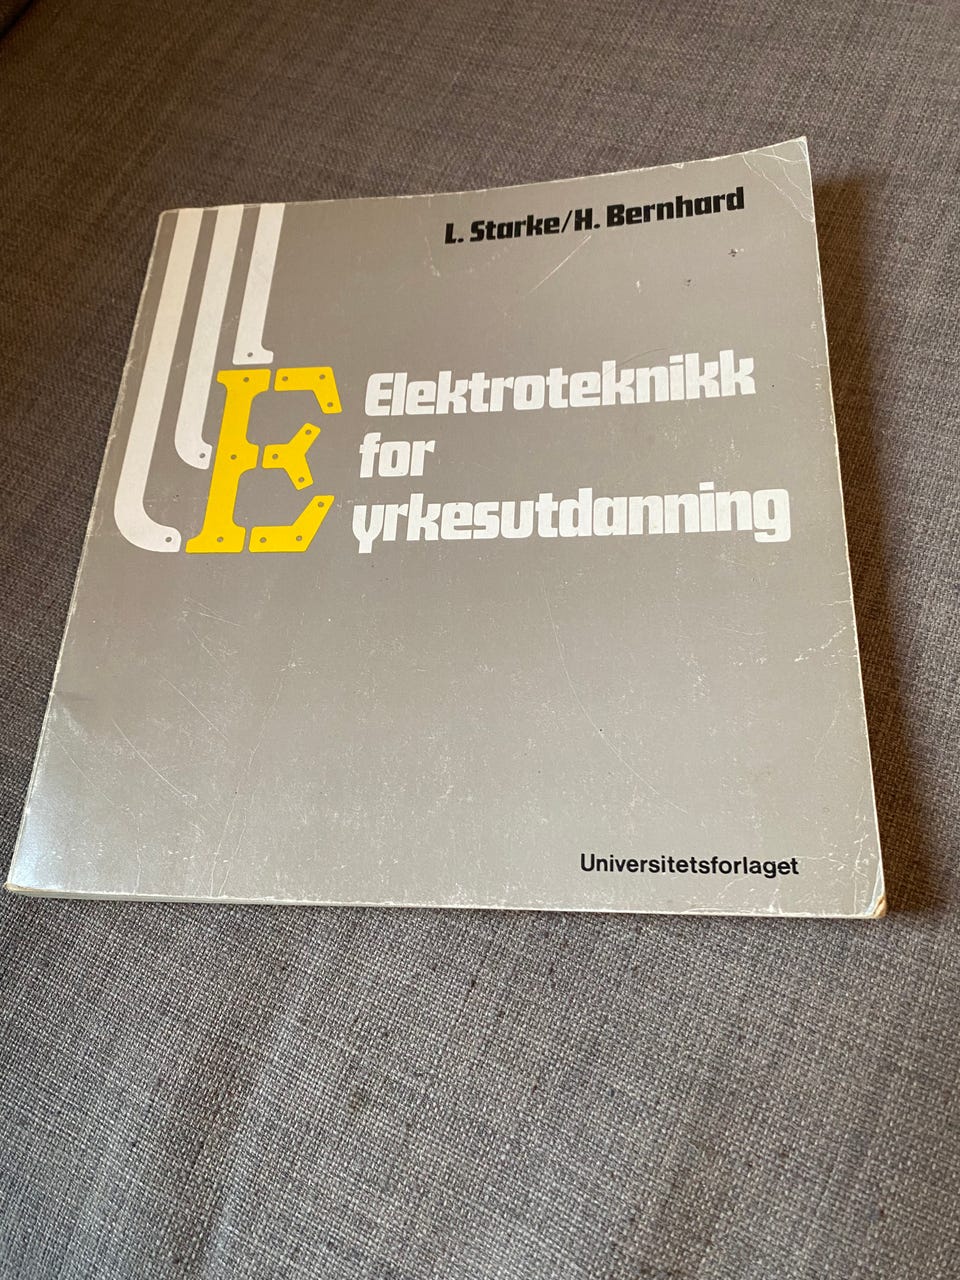 L. Starke/H. Bernhard
E
Elektroteknikk
for
yrkesutdanning
Universitetsforlaget